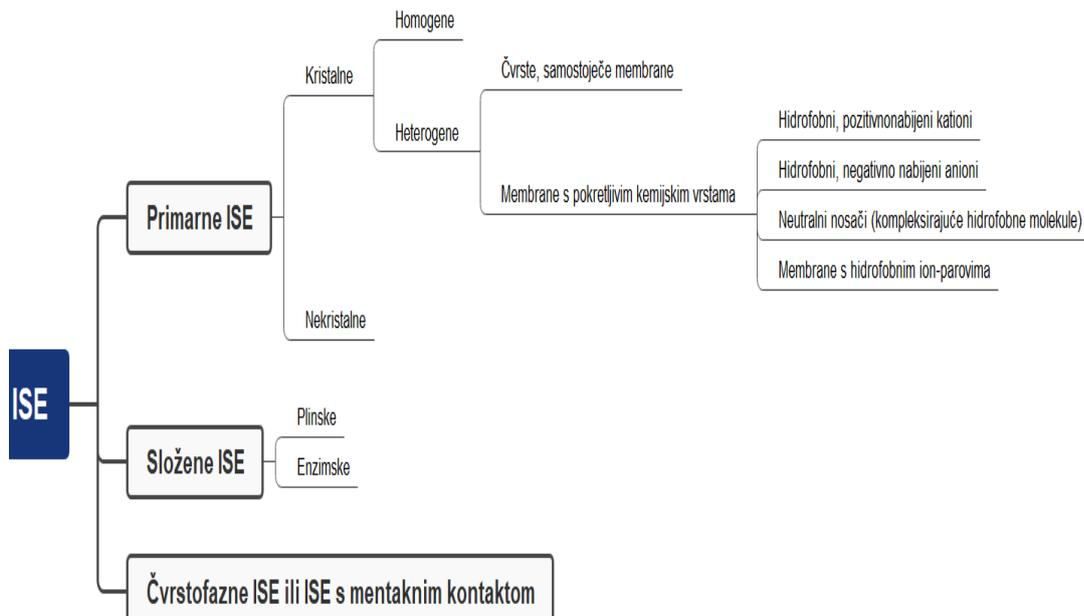 ISE
Primarne ISE
Kristalne
Homogene
Heterogene
Čvrste, samostoječe membrane
Membrane s pokretljivim kemijskim vrstama
Hidrofobni, pozitivnonabijeni kationi
Hidrofobni, negativno nabijeni anioni
Neutralni nosači (kompleksirajuće hidrofobne molekule)
Membrane s hidrofobnim ion-parovima
Nekristalne
Složene ISE
Plinske
Enzimske
Čvrstofazne ISE ili ISE s mentaknim kontaktom